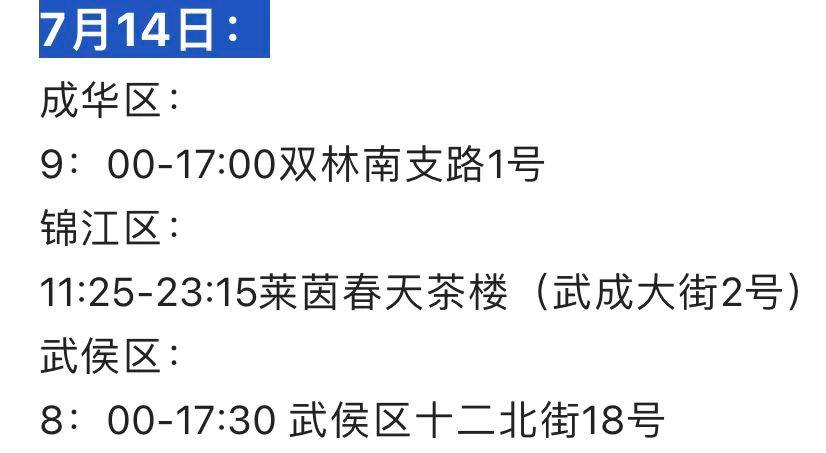 7月14日：
成华区：
9：00-17:00双林南支路1号
锦江区：
11:25-23:15莱茵春天茶楼（武成大街2号）
武侯区：
8：00-17:30 武侯区十二北街18号